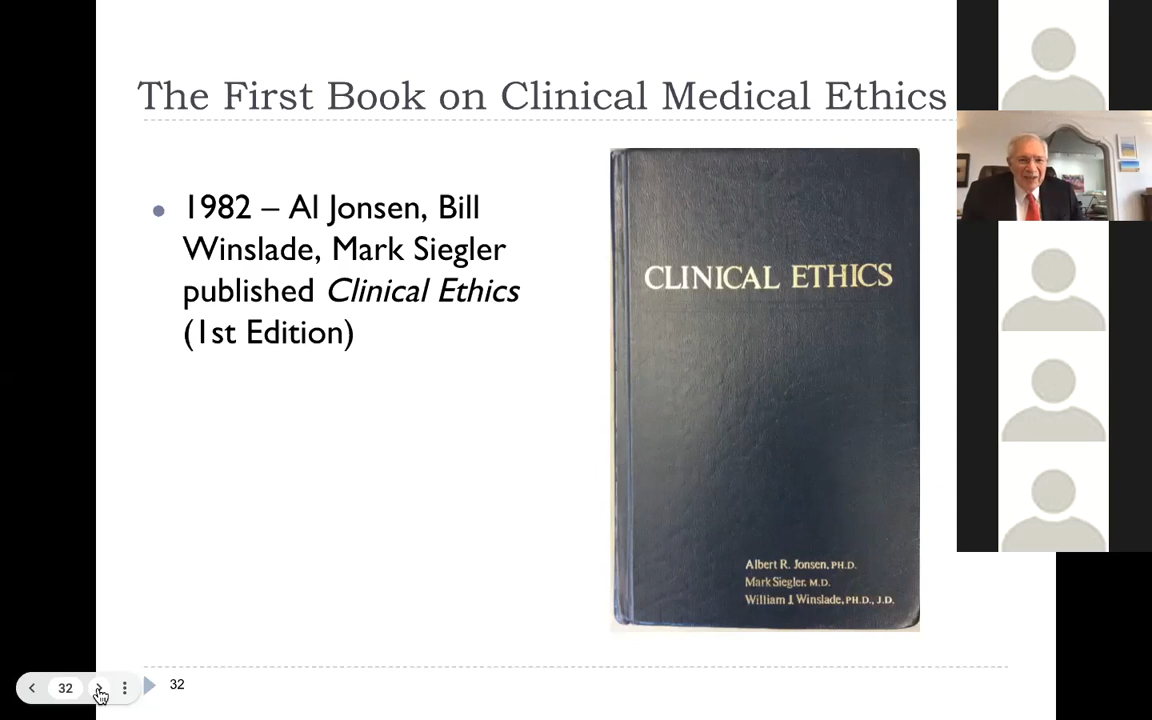 The First Book on Clinical Medical Ethics
1982 – Al Jonsen, Bill
Winslade, Mark Siegler
published Clinical Ethics
(1st Edition)
CLINICAL ETHICS
Albert R. Jonsen, PH.D.
Mark Siegler, M.D.
William J. Winslade, PH.D., J.D.
32
32